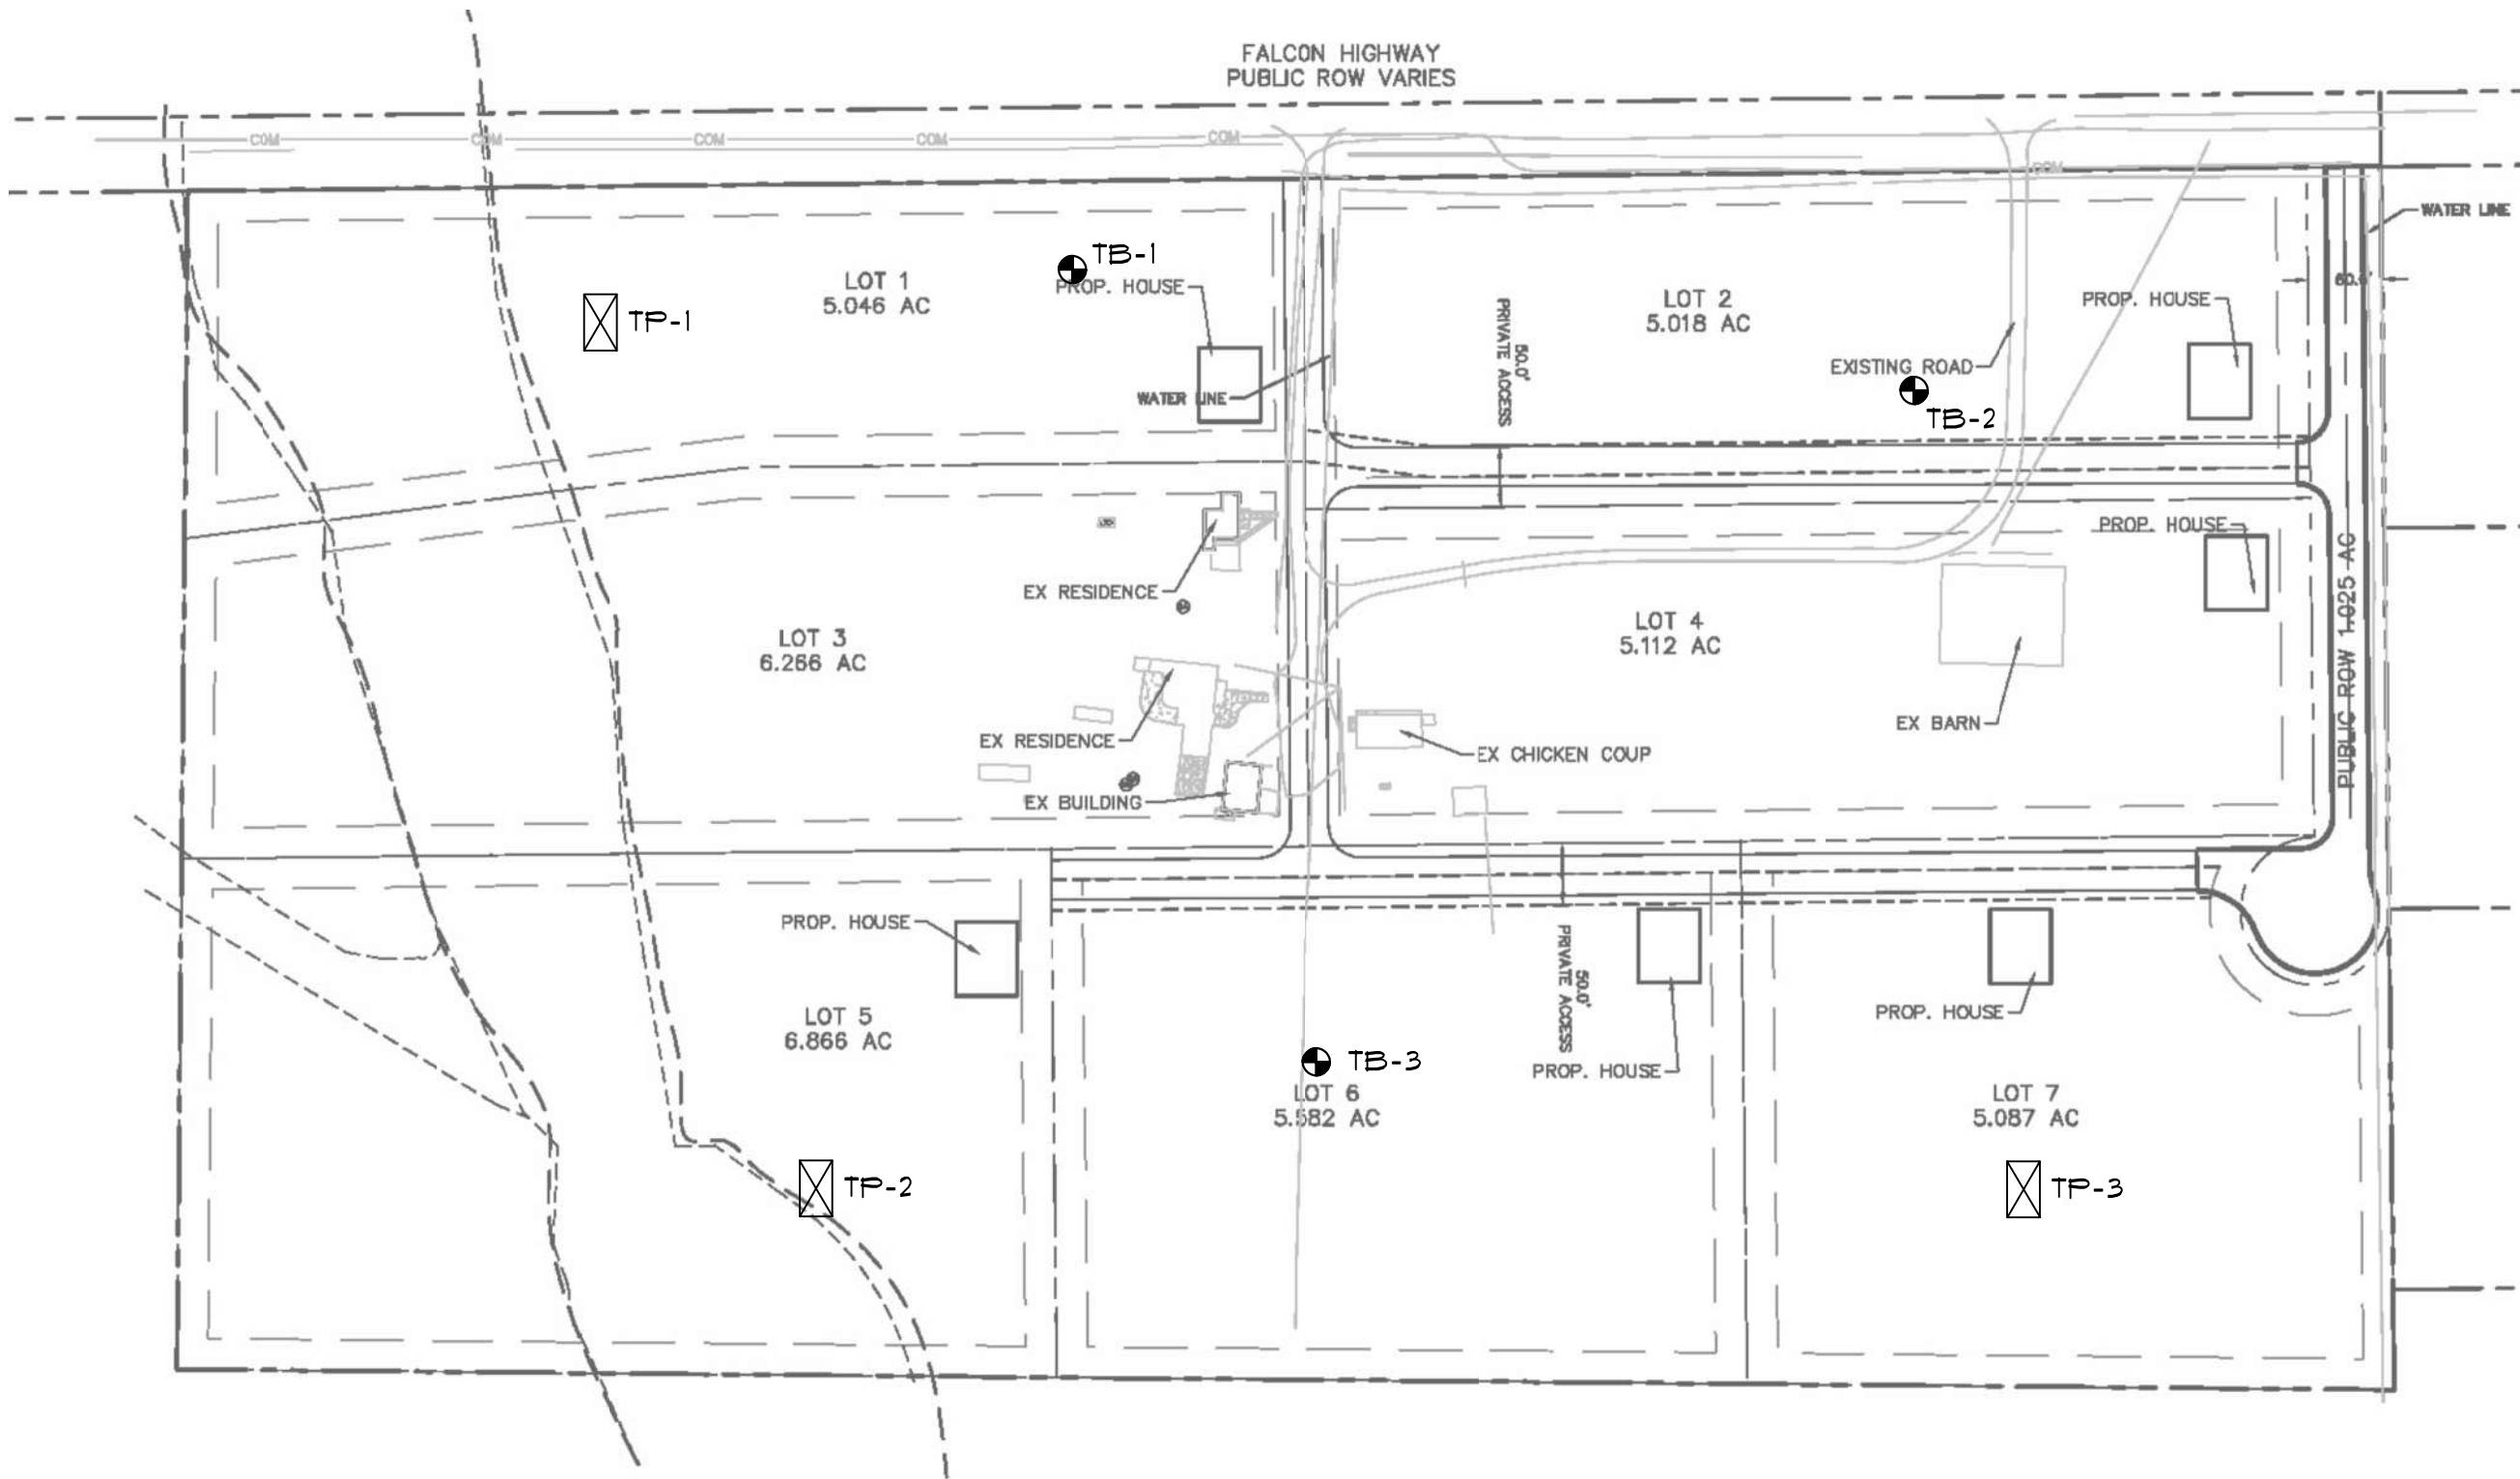 FALCON HIGHWAY
PUBLIC ROW VARIES
COM
COM
COM
COM
COM
COM
WATER LINE
TB-1
LOT 1
5.046 AC
PROP. HOUSE
TP-1
LOT 2
5.018 AC
PROP. HOUSE
PRIVATE ACCESS
50.0'
EXISTING ROAD
WATER LINE
TB-2
PROP. HOUSE
EX RESIDENCE
LOT 3
6.266 AC
LOT 4
5.112 AC
PUBLIC ROW 1.025 AC
EX RESIDENCE
EX BARN
EX CHICKEN COUP
EX BUILDING
PROP. HOUSE
PRIVATE ACCESS
50.0'
LOT 5
6.866 AC
PROP. HOUSE
TB-3
PROP. HOUSE
LOT 6
5.582 AC
LOT 7
5.087 AC
TP-2
TP-3